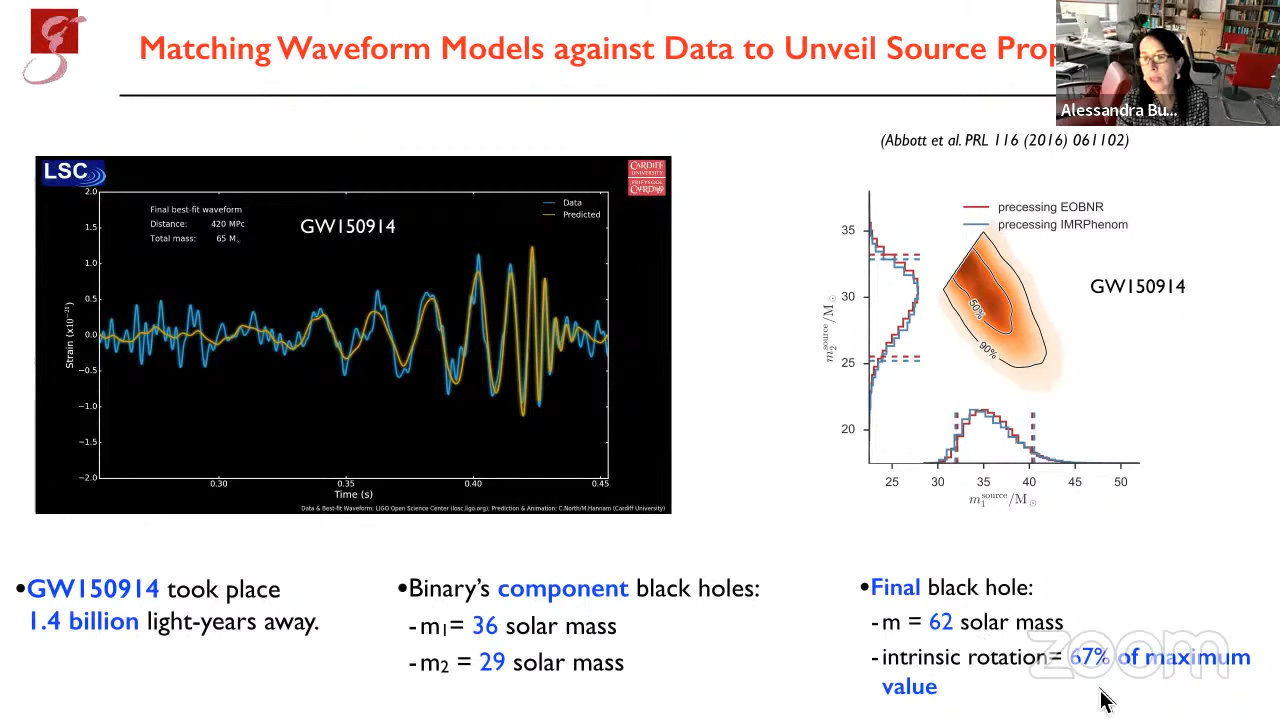 Matching Waveform Models against Data to Unveil Source Prop
Alessandra Bu...
(Abbott et al. PRL 116 (2016) 061102)
LSC
CARDIFF
UNIVERSITY
PRIFYSGOL
CAERDYDD
Final best-fit waveform
Distance: 420 MPc
Total mass: 65 M☉
GW150914
Data
Predicted
2.0
1.5
1.0
0.5
0.0
−0.5
−1.0
−1.5
−2.0
Strain (x10⁻²¹)
0.30 0.35 0.40 0.45
Time (s)
Data & Best-fit Waveform: LIGO Open Science Center (losc.ligo.org); Prediction & Animation: C.North/M.Hannam (Cardiff University)
precessing EOBNR
precessing IMRPhenom
GW150914
35
30
25
20
m₂ˢᵒᵘʳᶜᵉ/M☉
50%
90%
25 30 35 40 45 50
m₁ˢᵒᵘʳᶜᵉ/M☉
•GW150914 took place
1.4 billion light-years away.
•Binary's component black holes:
-m₁= 36 solar mass
-m₂ = 29 solar mass
•Final black hole:
-m = 62 solar mass
-intrinsic rotation= 67% of maximum
value
zoom